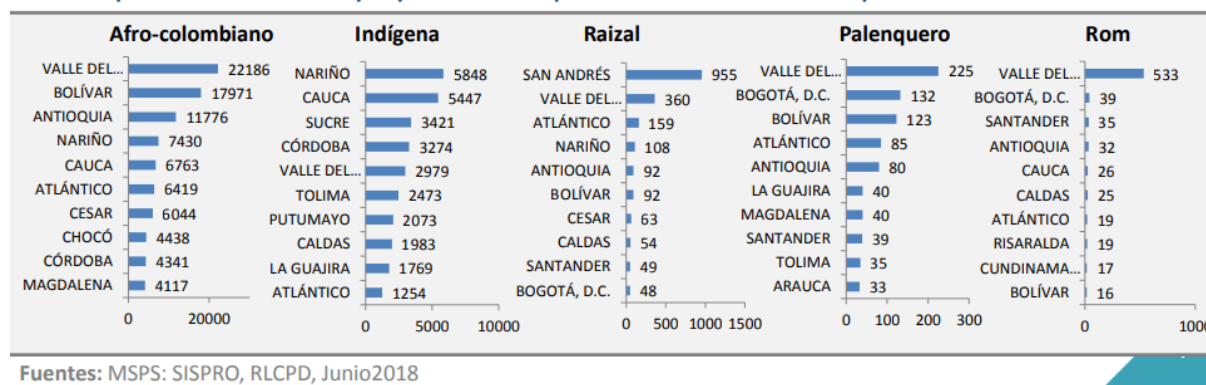 Afro-colombiano
VALLE DEL... 22186
BOLÍVAR 17971
ANTIOQUIA 11776
NARIÑO 7430
CAUCA 6763
ATLÁNTICO 6419
CESAR 6044
CHOCÓ 4438
CÓRDOBA 4341
MAGDALENA 4117
0 20000
Indígena
NARIÑO 5848
CAUCA 5447
SUCRE 3421
CÓRDOBA 3274
VALLE DEL... 2979
TOLIMA 2473
PUTUMAYO 2073
CALDAS 1983
LA GUAJIRA 1769
ATLÁNTICO 1254
0 5000 10000
Raizal
SAN ANDRÉS 955
VALLE DEL... 360
ATLÁNTICO 159
NARIÑO 108
ANTIOQUIA 92
BOLÍVAR 92
CESAR 63
CALDAS 54
SANTANDER 49
BOGOTÁ, D.C. 48
0 500 1000 1500
Palenquero
VALLE DEL... 225
BOGOTÁ, D.C. 132
BOLÍVAR 123
ATLÁNTICO 85
ANTIOQUIA 80
LA GUAJIRA 40
MAGDALENA 40
SANTANDER 39
TOLIMA 35
ARAUCA 33
0 100 200 300
Rom
VALLE DEL... 533
BOGOTÁ, D.C. 39
SANTANDER 35
ANTIOQUIA 32
CAUCA 26
CALDAS 25
ATLÁNTICO 19
RISARALDA 19
CUNDINAMA... 17
BOLÍVAR 16
0 1000
Fuentes: MSPS: SISPRO, RLCPD, Junio2018